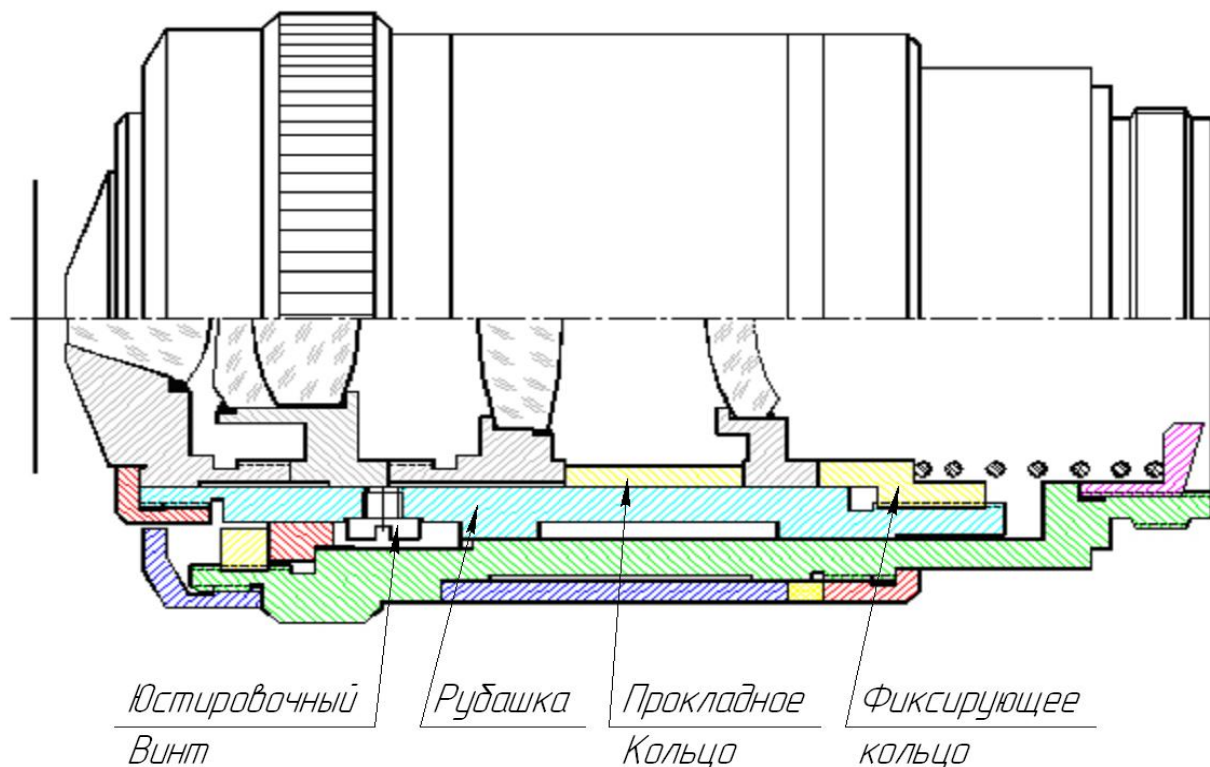 Юстировочный
Винт
Рубашка
Прокладное
Кольцо
Фиксирующее
кольцо